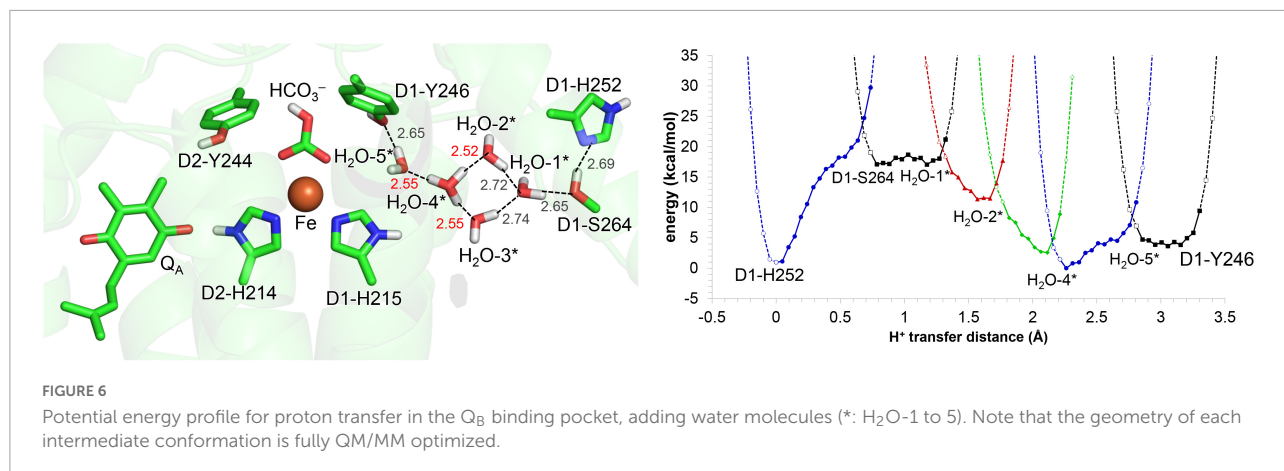 HCO₃⁻
D1-Y246
D1-H252
D2-Y244
2.65
H₂O-5*
H₂O-2*
2.52
H₂O-1*
2.69
2.55
2.72
H₂O-4*
2.65
Fe
2.55
2.74
D1-S264
H₂O-3*
Q_A
D2-H214
D1-H215
energy (kcal/mol)
35
30
25
20
15
10
5
0
-5
D1-S264
H₂O-1*
H₂O-2*
D1-H252
H₂O-4*
H₂O-5*
D1-Y246
-0.5 0 0.5 1 1.5 2 2.5 3 3.5
H⁺ transfer distance (Å)
FIGURE 6
Potential energy profile for proton transfer in the Q_B binding pocket, adding water molecules (*: H₂O-1 to 5). Note that the geometry of each
intermediate conformation is fully QM/MM optimized.